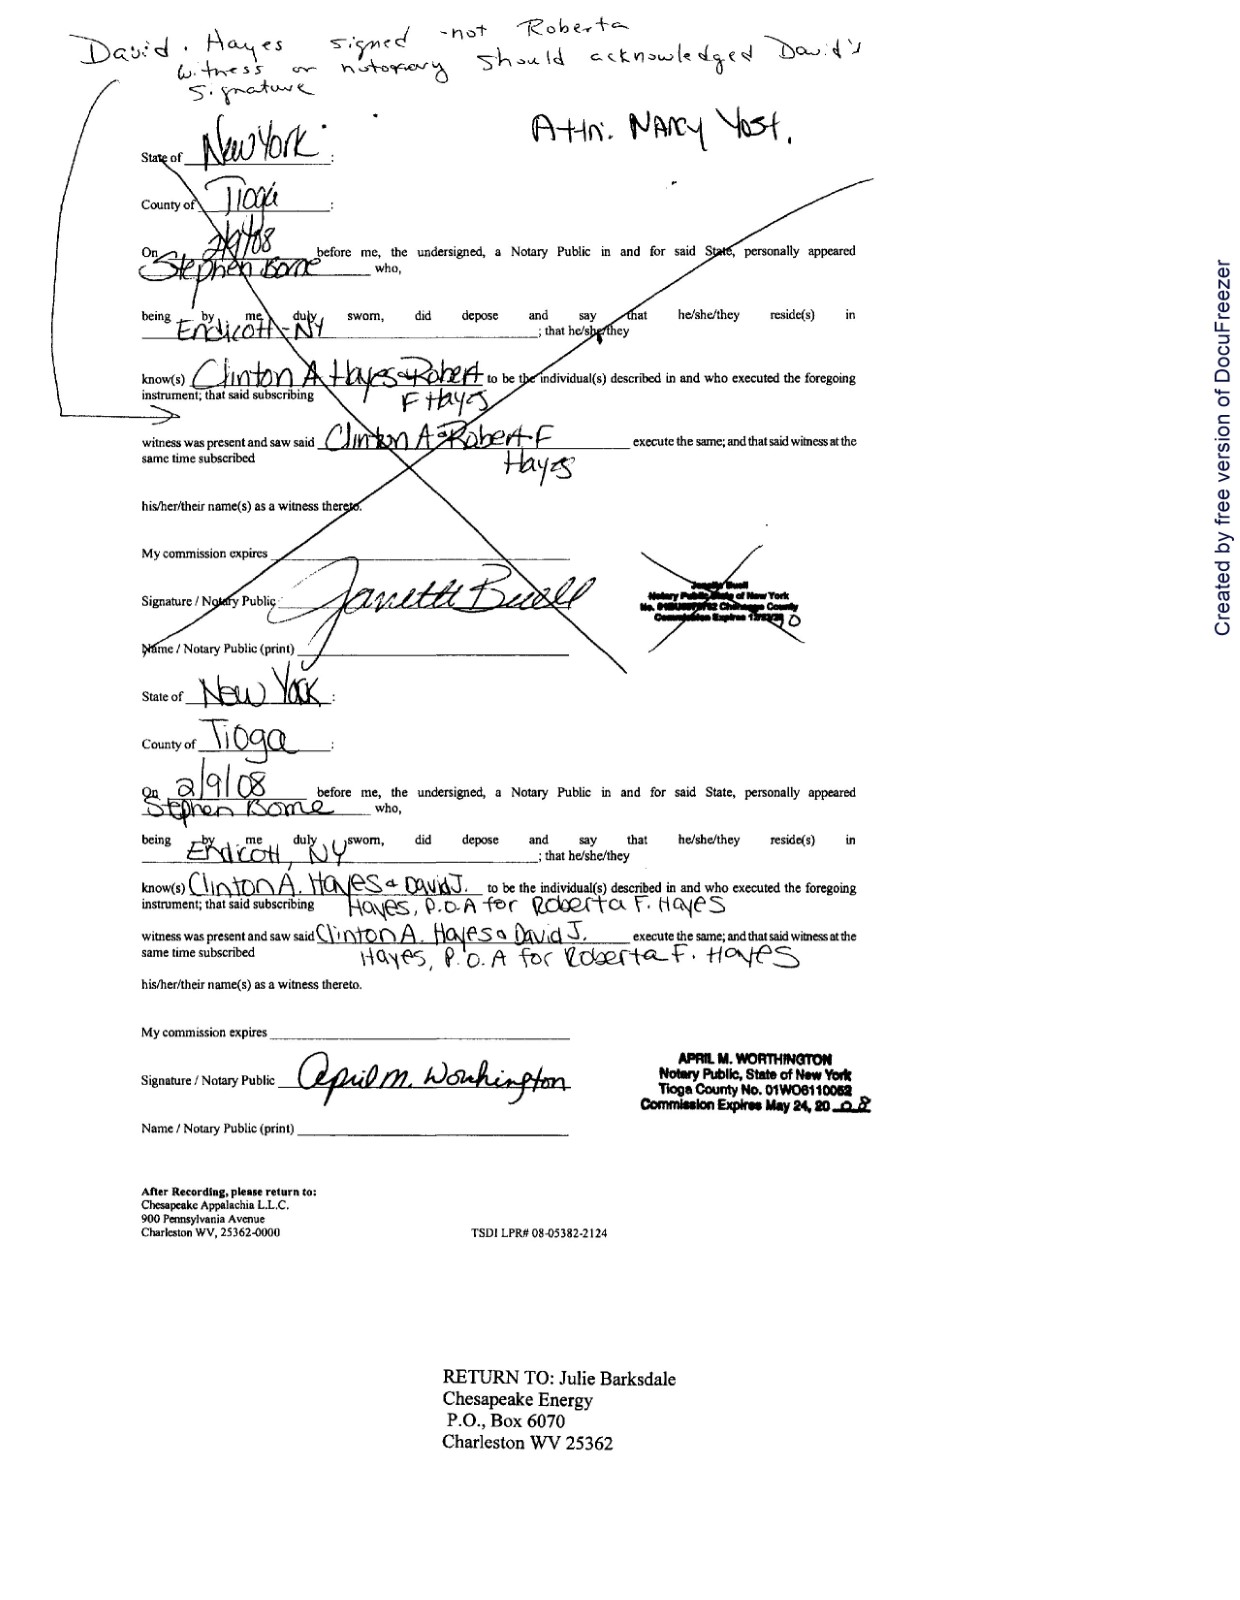 David. Hayes signed -not Roberta
witness or notorary should acknowledged David's
signature
Attn: NANCY Yost.
State of New York :
County of Tioga :
On 2/9/08 before me, the undersigned, a Notary Public in and for said State, personally appeared
Stephen Borne who,
being by me duly sworn, did depose and say that he/she/they reside(s) in
Endicott - NY ; that he/she/they
know(s) Clinton A Hayes & Robert to be the individual(s) described in and who executed the foregoing
instrument; that said subscribing F Hayes
witness was present and saw said Clinton A & Robert F execute the same; and that said witness at the
same time subscribed Hayes
his/her/their name(s) as a witness thereto.
My commission expires
Signature / Notary Public Janette Buell
Buell
Notary Public, State of New York
No. Chenango County
Commission Expires
Name / Notary Public (print)
State of New York :
County of Tioga :
On 2/9/08 before me, the undersigned, a Notary Public in and for said State, personally appeared
Stephen Borne who,
being by me duly sworn, did depose and say that he/she/they reside(s) in
Endicott, NY ; that he/she/they
know(s) Clinton A. Hayes & David J. to be the individual(s) described in and who executed the foregoing
instrument; that said subscribing Hayes, P.O.A for Roberta F. Hayes
witness was present and saw said Clinton A. Hayes & David J. execute the same; and that said witness at the
same time subscribed Hayes, P.O.A for Roberta F. Hayes
his/her/their name(s) as a witness thereto.
My commission expires
Signature / Notary Public April M. Worthington
APRIL M. WORTHINGTON
Notary Public, State of New York
Tioga County No. 01WO6110052
Commission Expires May 24, 20 08
Name / Notary Public (print)
After Recording, please return to:
Chesapeake Appalachia L.L.C.
900 Pennsylvania Avenue
Charleston WV, 25362-0000
TSDI LPR# 08-05382-2124
RETURN TO: Julie Barksdale
Chesapeake Energy
P.O., Box 6070
Charleston WV 25362
Created by free version of DocuFreezer